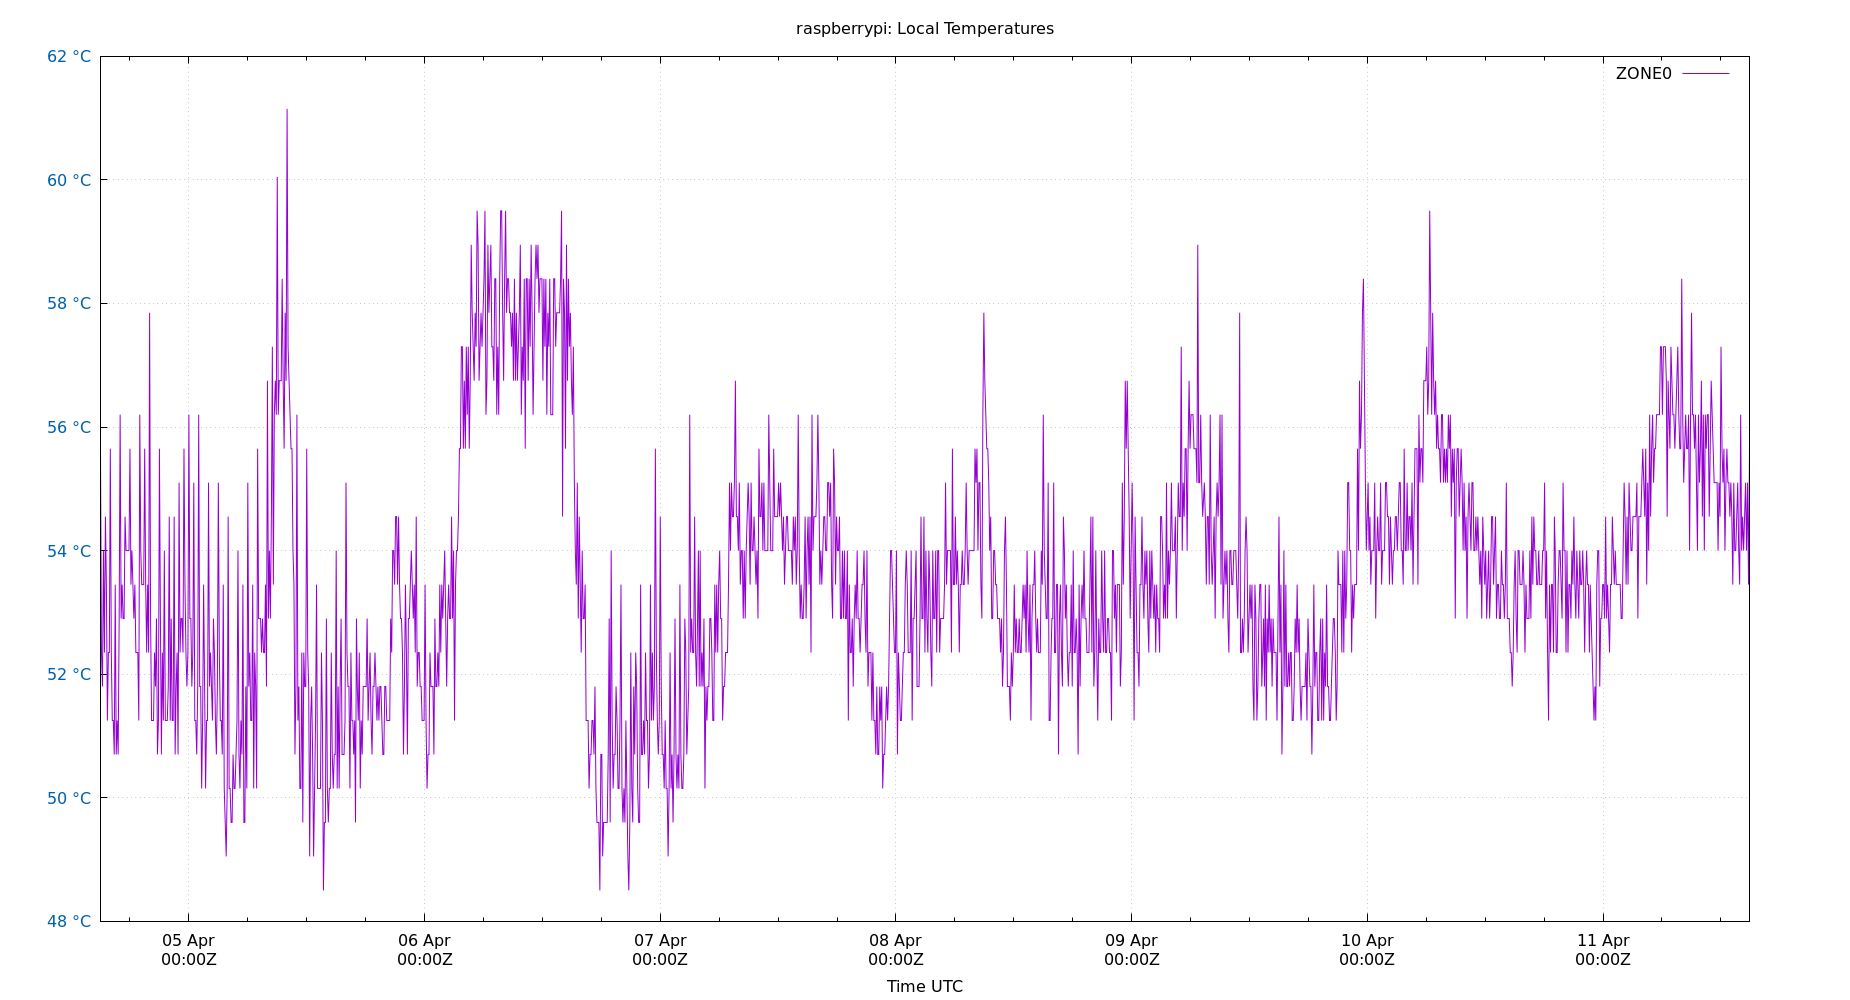 raspberrypi: Local Temperatures
62 °C
ZONE0
60 °C
58 °C
56 °C
54 °C
52 °C
50 °C
48 °C
05 Apr 06 Apr 07 Apr 08 Apr 09 Apr 10 Apr 11 Apr
00:00Z 00:00Z 00:00Z 00:00Z 00:00Z 00:00Z 00:00Z
Time UTC